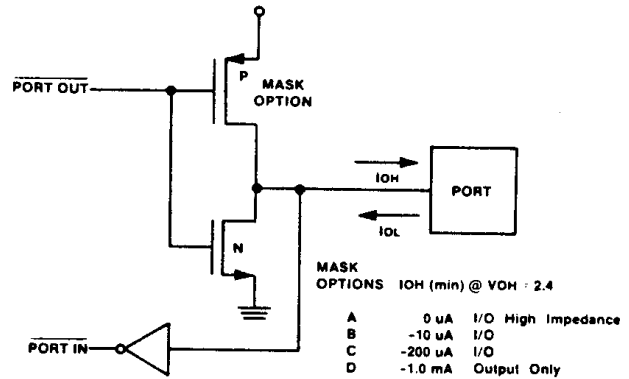 P
PORT OUT
MASK
OPTION
IOH
PORT
IOL
N
MASK
OPTIONS IOH (min) @ VOH : 2.4
A 0 uA I/O High Impedance
B -10 uA I/O
C -200 uA I/O
D -1.0 mA Output Only
PORT IN